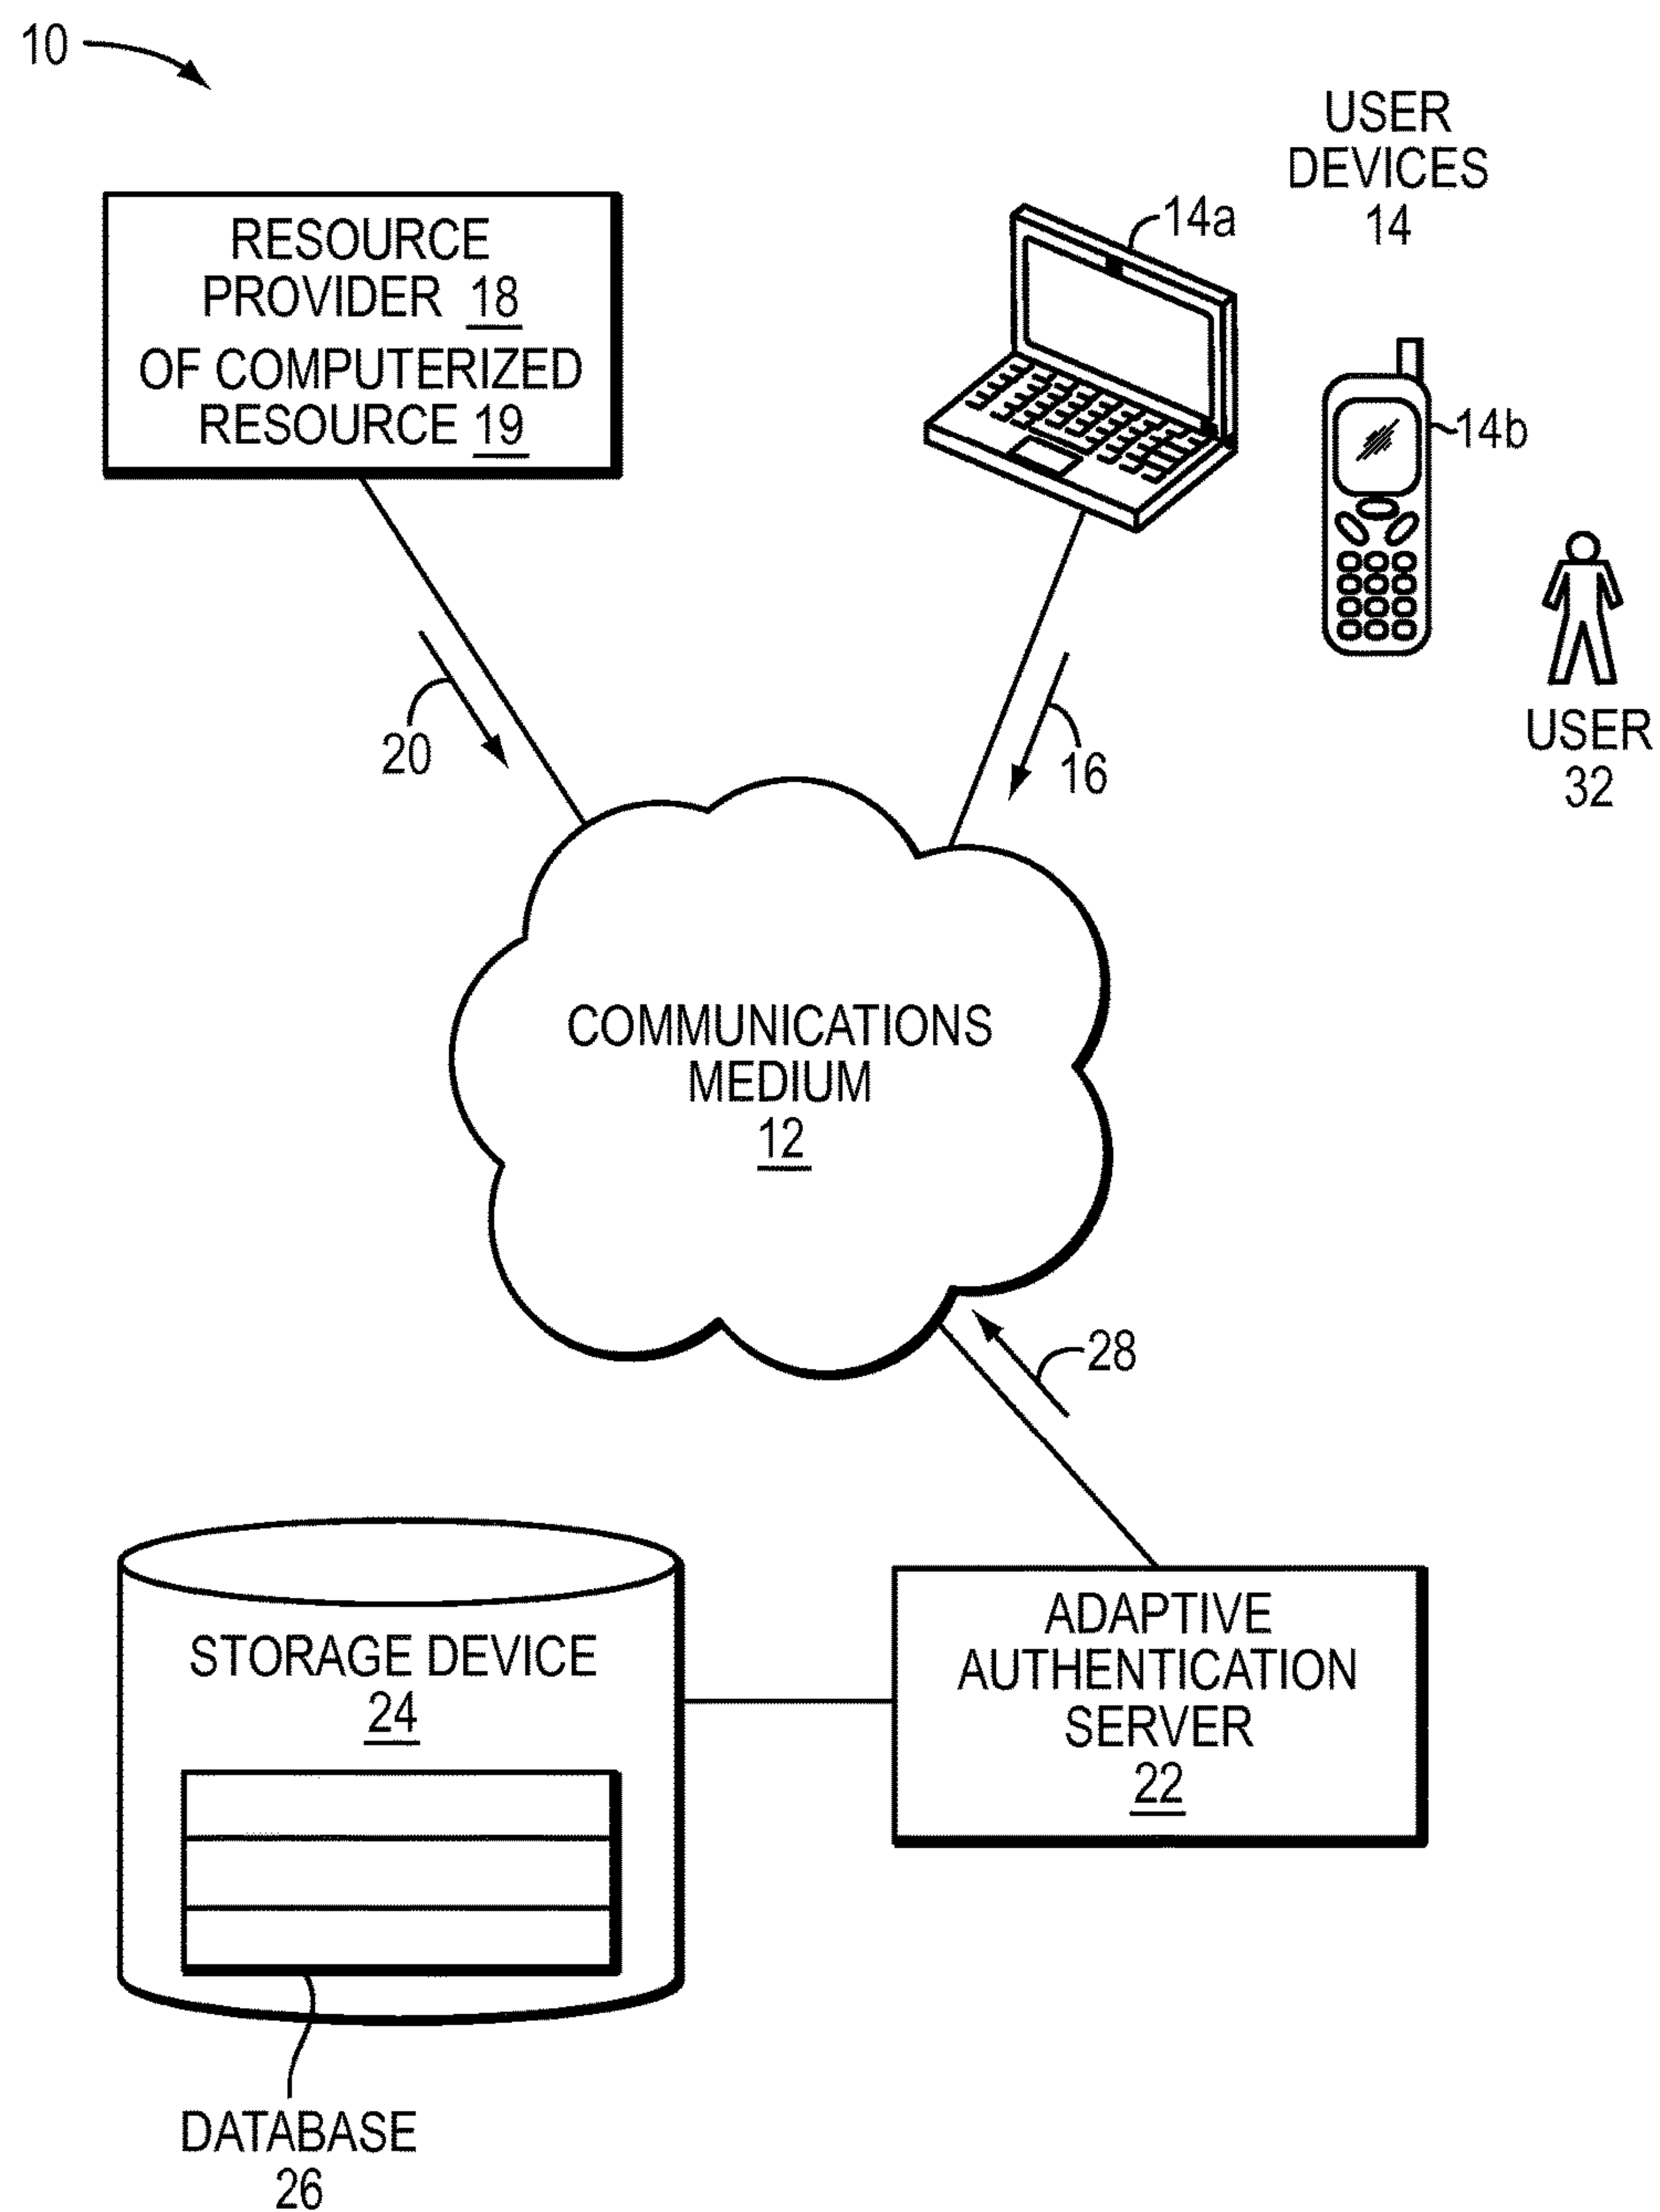 10
USER
DEVICES
14
RESOURCE
PROVIDER 18
OF COMPUTERIZED
RESOURCE 19
14a
14b
USER
32
20
16
COMMUNICATIONS
MEDIUM
12
28
STORAGE DEVICE
24
ADAPTIVE
AUTHENTICATION
SERVER
22
DATABASE
26